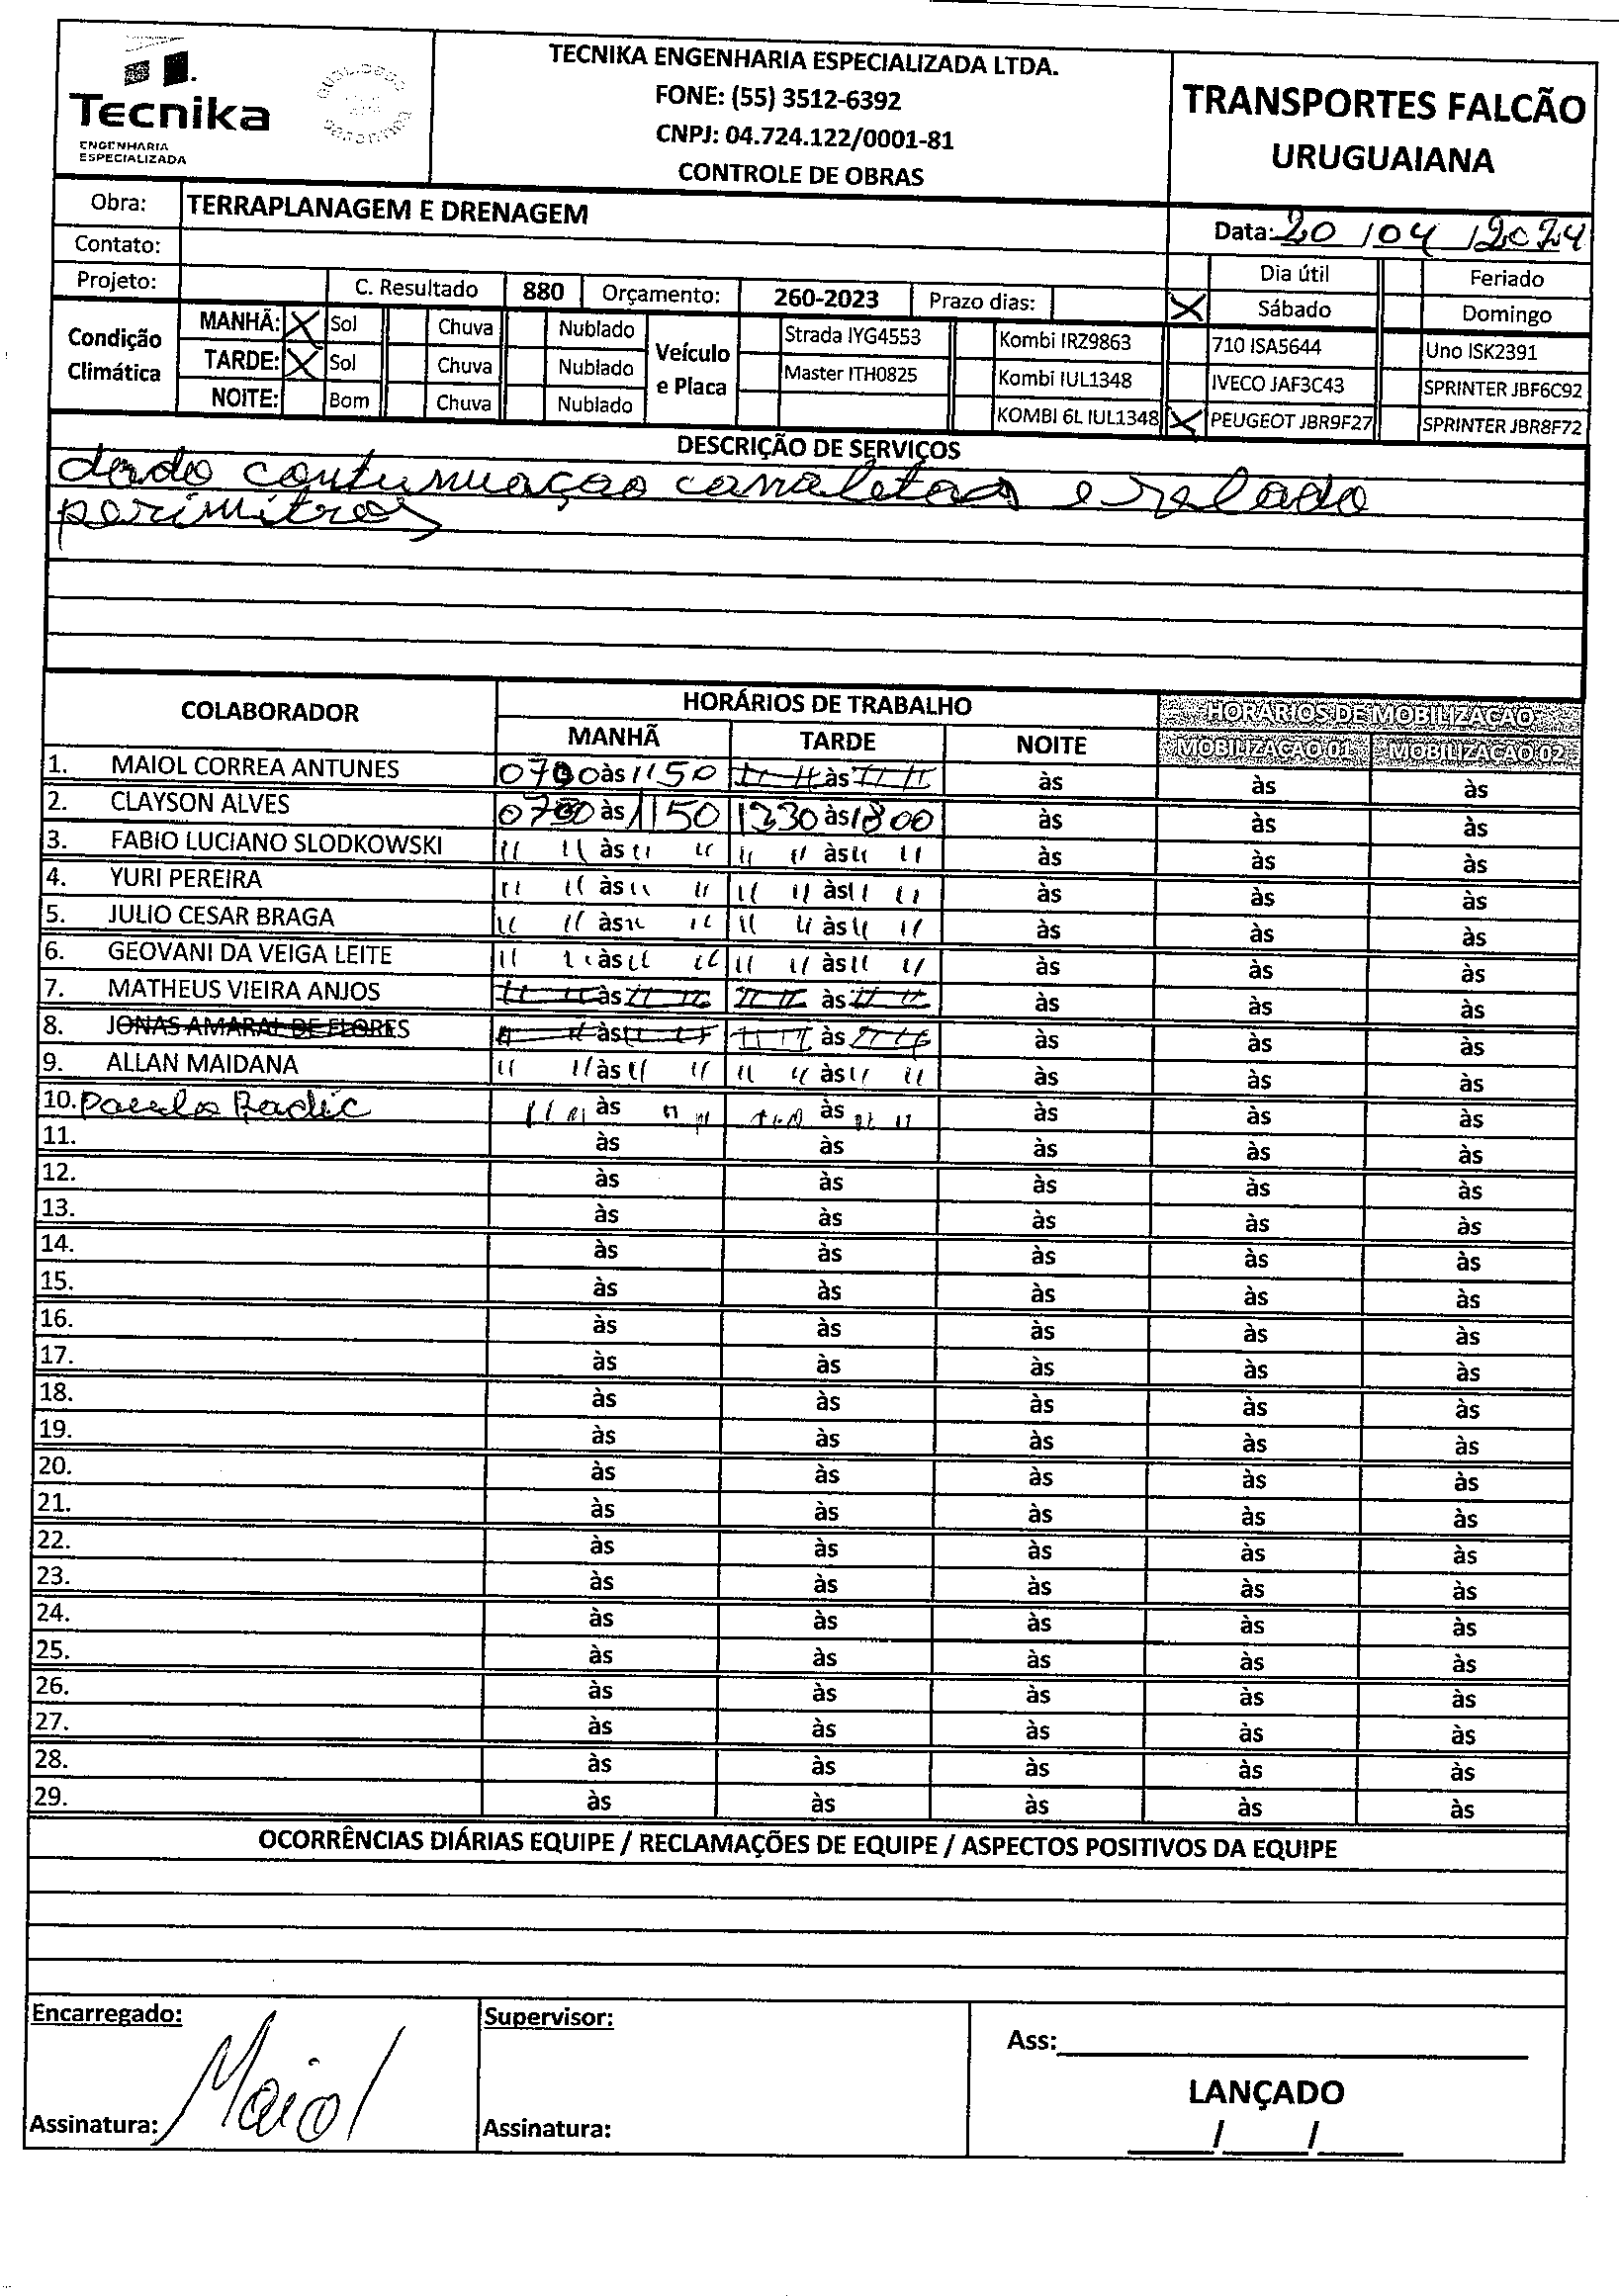 Tecnika
ENGENHARIA
ESPECIALIZADA
TECNIKA ENGENHARIA ESPECIALIZADA LTDA.
FONE: (55) 3512-6392
CNPJ: 04.724.122/0001-81
CONTROLE DE OBRAS
TRANSPORTES FALCÃO
URUGUAIANA
Obra: TERRAPLANAGEM E DRENAGEM
Data: 20 / 04 / 2024
Contato:
Projeto: C. Resultado 880 Orçamento: 260-2023 Prazo dias:
Dia útil Feriado
X Sábado Domingo
Condição Climática
MANHÃ: X Sol Chuva Nublado
TARDE: X Sol Chuva Nublado
NOITE: Bom Chuva Nublado
Veículo e Placa
Strada IYG4553 Kombi IRZ9863 710 ISA5644 Uno ISK2391
Master ITH0825 Kombi IUL1348 IVECO JAF3C43 SPRINTER JBF6C92
KOMBI 6L IUL1348 X PEUGEOT JBR9F27 SPRINTER JBR8F72
DESCRIÇÃO DE SERVIÇOS
dando continuação canaletas e
perimitros
COLABORADOR HORÁRIOS DE TRABALHO HORÁRIOS DE MOBILIZAÇÃO
MANHÃ TARDE NOITE MOBILIZAÇÃO 01 MOBILIZAÇÃO 02
1. MAIOL CORREA ANTUNES 0700 às 1150 às às às às
2. CLAYSON ALVES 0700 às 1150 1330 às 1800 às às às
3. FABIO LUCIANO SLODKOWSKI " " às " " " " às " " às às às
4. YURI PEREIRA " " às " " " " às " " às às às
5. JULIO CESAR BRAGA " " às " " " " às " " às às às
6. GEOVANI DA VEIGA LEITE " " às " " " " às " " às às às
7. MATHEUS VIEIRA ANJOS " " às " " " " às " " às às às
8. JONAS AMARAL DE FLORES " " às " " " " às " " às às às
9. ALLAN MAIDANA " " às " " " " às " " às às às
10. Paulo " " às " " " " às " " às às às
11. às às às às às
12. às às às às às
13. às às às às às
14. às às às às às
15. às às às às às
16. às às às às às
17. às às às às às
18. às às às às às
19. às às às às às
20. às às às às às
21. às às às às às
22. às às às às às
23. às às às às às
24. às às às às às
25. às às às às às
26às às às às às
27. às às às às às
28às às às às às
29às às às às às
OCORRÊNCIAS DIÁRIAS EQUIPE / RECLAMAÇÕES DE EQUIPE / ASPECTOS POSITIVOS DA EQUIPE
Encarregado:
Supervisor:
Ass:
Maiol
LANÇADO
Assinatura:
Assinatura:
/ /